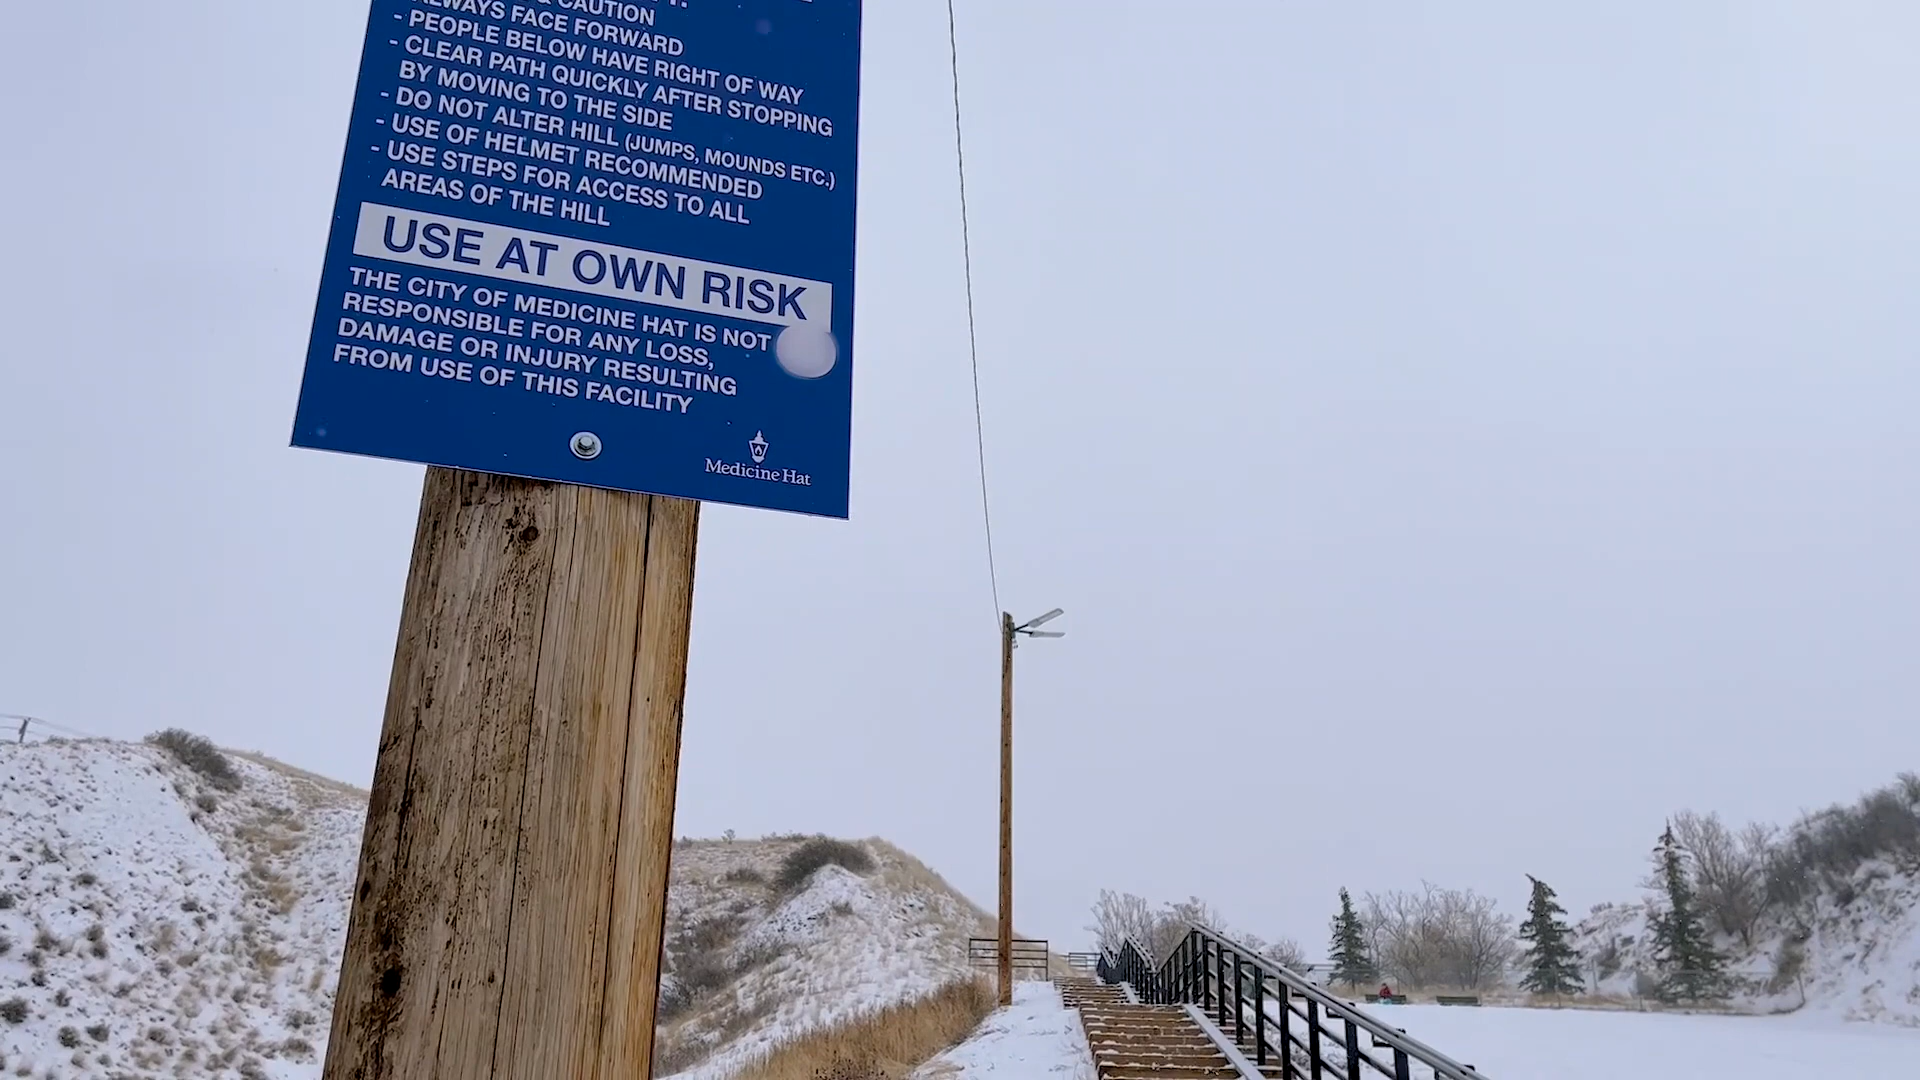 & CAUTION
ALWAYS FACE FORWARD
- PEOPLE BELOW HAVE RIGHT OF WAY
- CLEAR PATH QUICKLY AFTER STOPPING
BY MOVING TO THE SIDE
- DO NOT ALTER HILL (JUMPS, MOUNDS ETC.)
- USE OF HELMET RECOMMENDED
- USE STEPS FOR ACCESS TO ALL
AREAS OF THE HILL
USE AT OWN RISK
THE CITY OF MEDICINE HAT IS NOT
RESPONSIBLE FOR ANY LOSS,
DAMAGE OR INJURY RESULTING
FROM USE OF THIS FACILITY
Medicine Hat